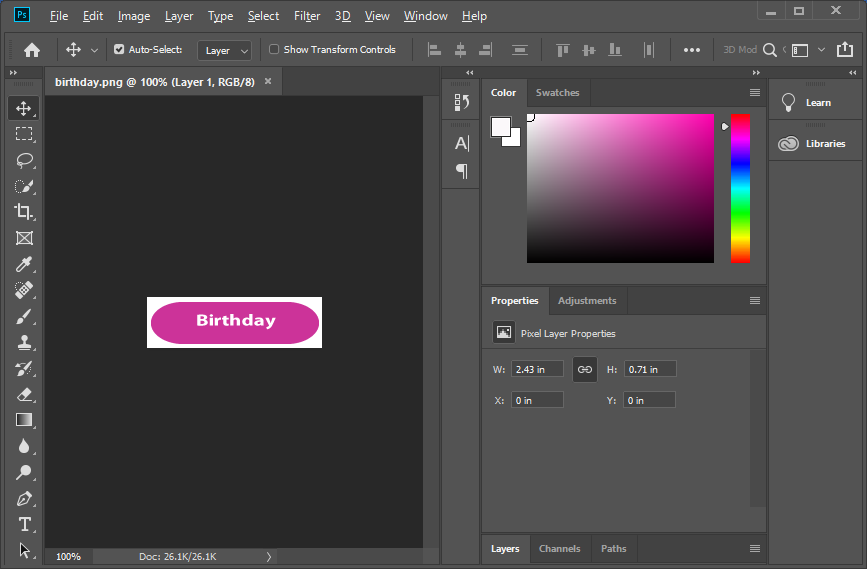 Ps File Edit Image Layer Type Select Filter 3D View Window Help
Auto-Select: Layer Show Transform Controls 3D Mod
birthday.png @ 100% (Layer 1, RGB/8) ×
Birthday
100% Doc: 26.1K/26.1K
A
Color Swatches
Properties Adjustments
Pixel Layer Properties
W: 2.43 in H: 0.71 in
X: 0 in Y: 0 in
Layers Channels Paths
Learn
Libraries
T